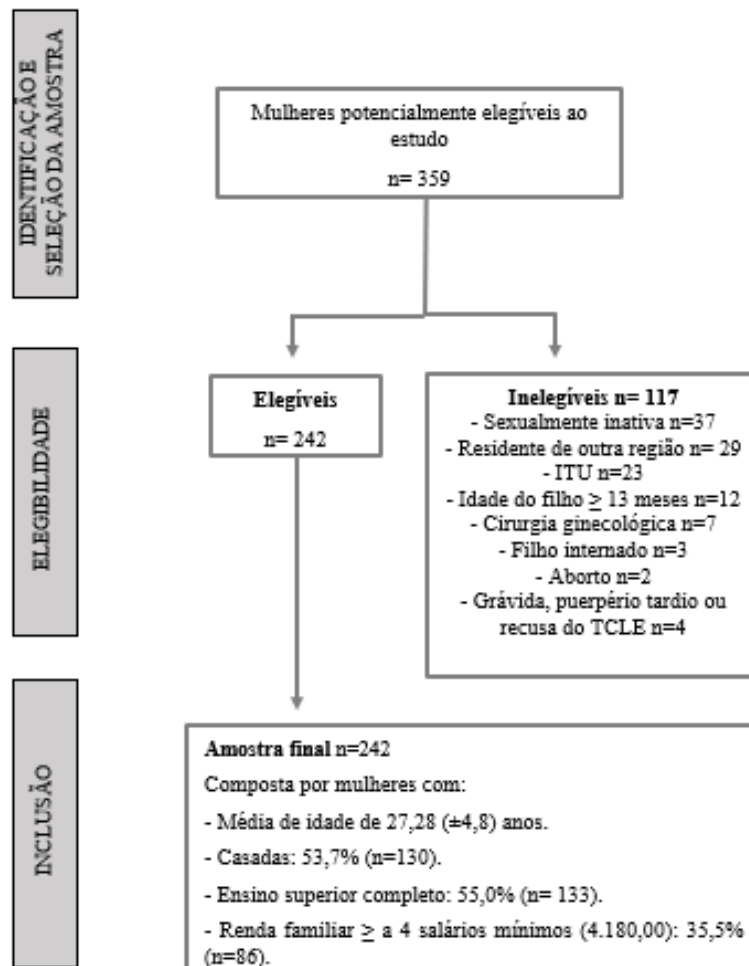 IDENTIFICAÇÃO E
SELEÇÃO DA AMOSTRA
Mulheres potencialmente elegíveis ao
estudo
n= 359
ELEGIBILIDADE
Elegíveis
n= 242
Inelegíveis n= 117
- Sexualmente inativa n=37
- Residente de outra região n= 29
- ITU n=23
- Idade do filho ≥ 13 meses n=12
- Cirurgia ginecológica n=7
- Filho internado n=3
- Aborto n=2
- Grávida, puerpério tardio ou
recusa do TCLE n=4
INCLUSÃO
Amostra final n=242
Composta por mulheres com:
- Média de idade de 27,28 (±4,8) anos.
- Casadas: 53,7% (n=130).
- Ensino superior completo: 55,0% (n= 133).
- Renda familiar ≥ a 4 salários mínimos (4.180,00): 35,5%
(n=86).